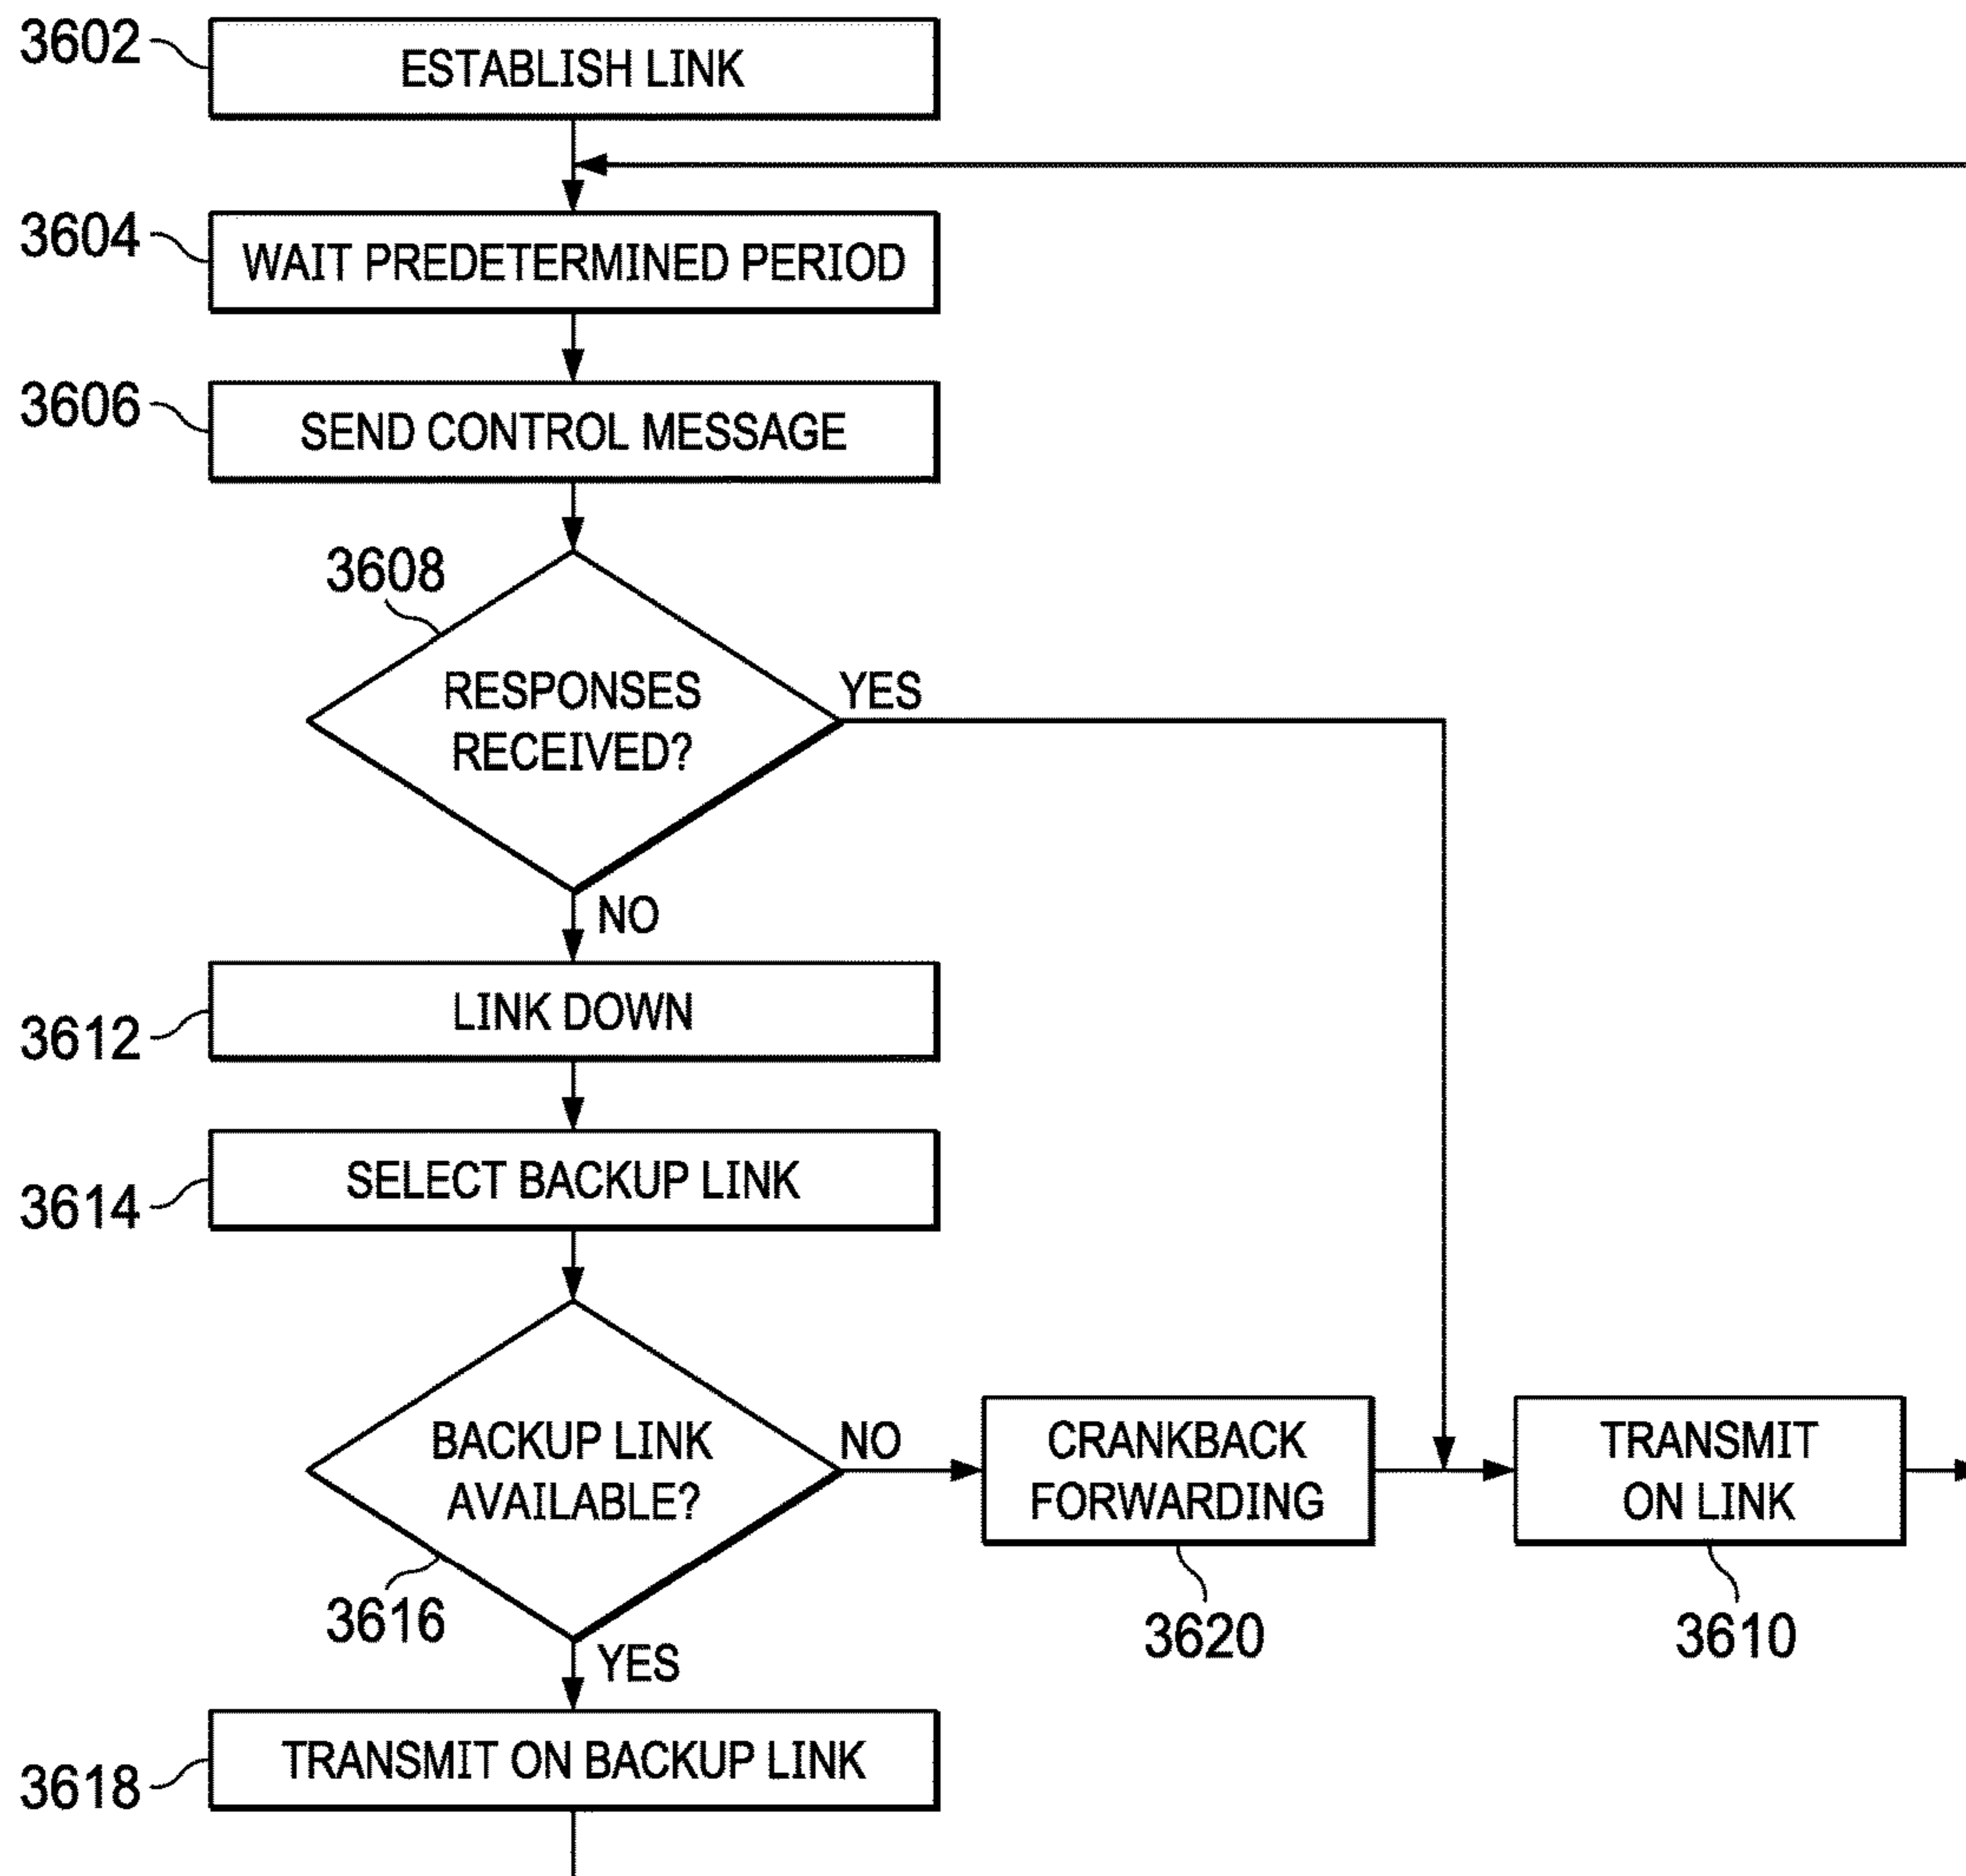 3602
ESTABLISH LINK
3604
WAIT PREDETERMINED PERIOD
3606
SEND CONTROL MESSAGE
3608
RESPONSES
RECEIVED?
YES
NO
3612
LINK DOWN
3614
SELECT BACKUP LINK
BACKUP LINK
AVAILABLE?
NO
3616
YES
CRANKBACK
FORWARDING
3620
TRANSMIT
ON LINK
3610
3618
TRANSMIT ON BACKUP LINK